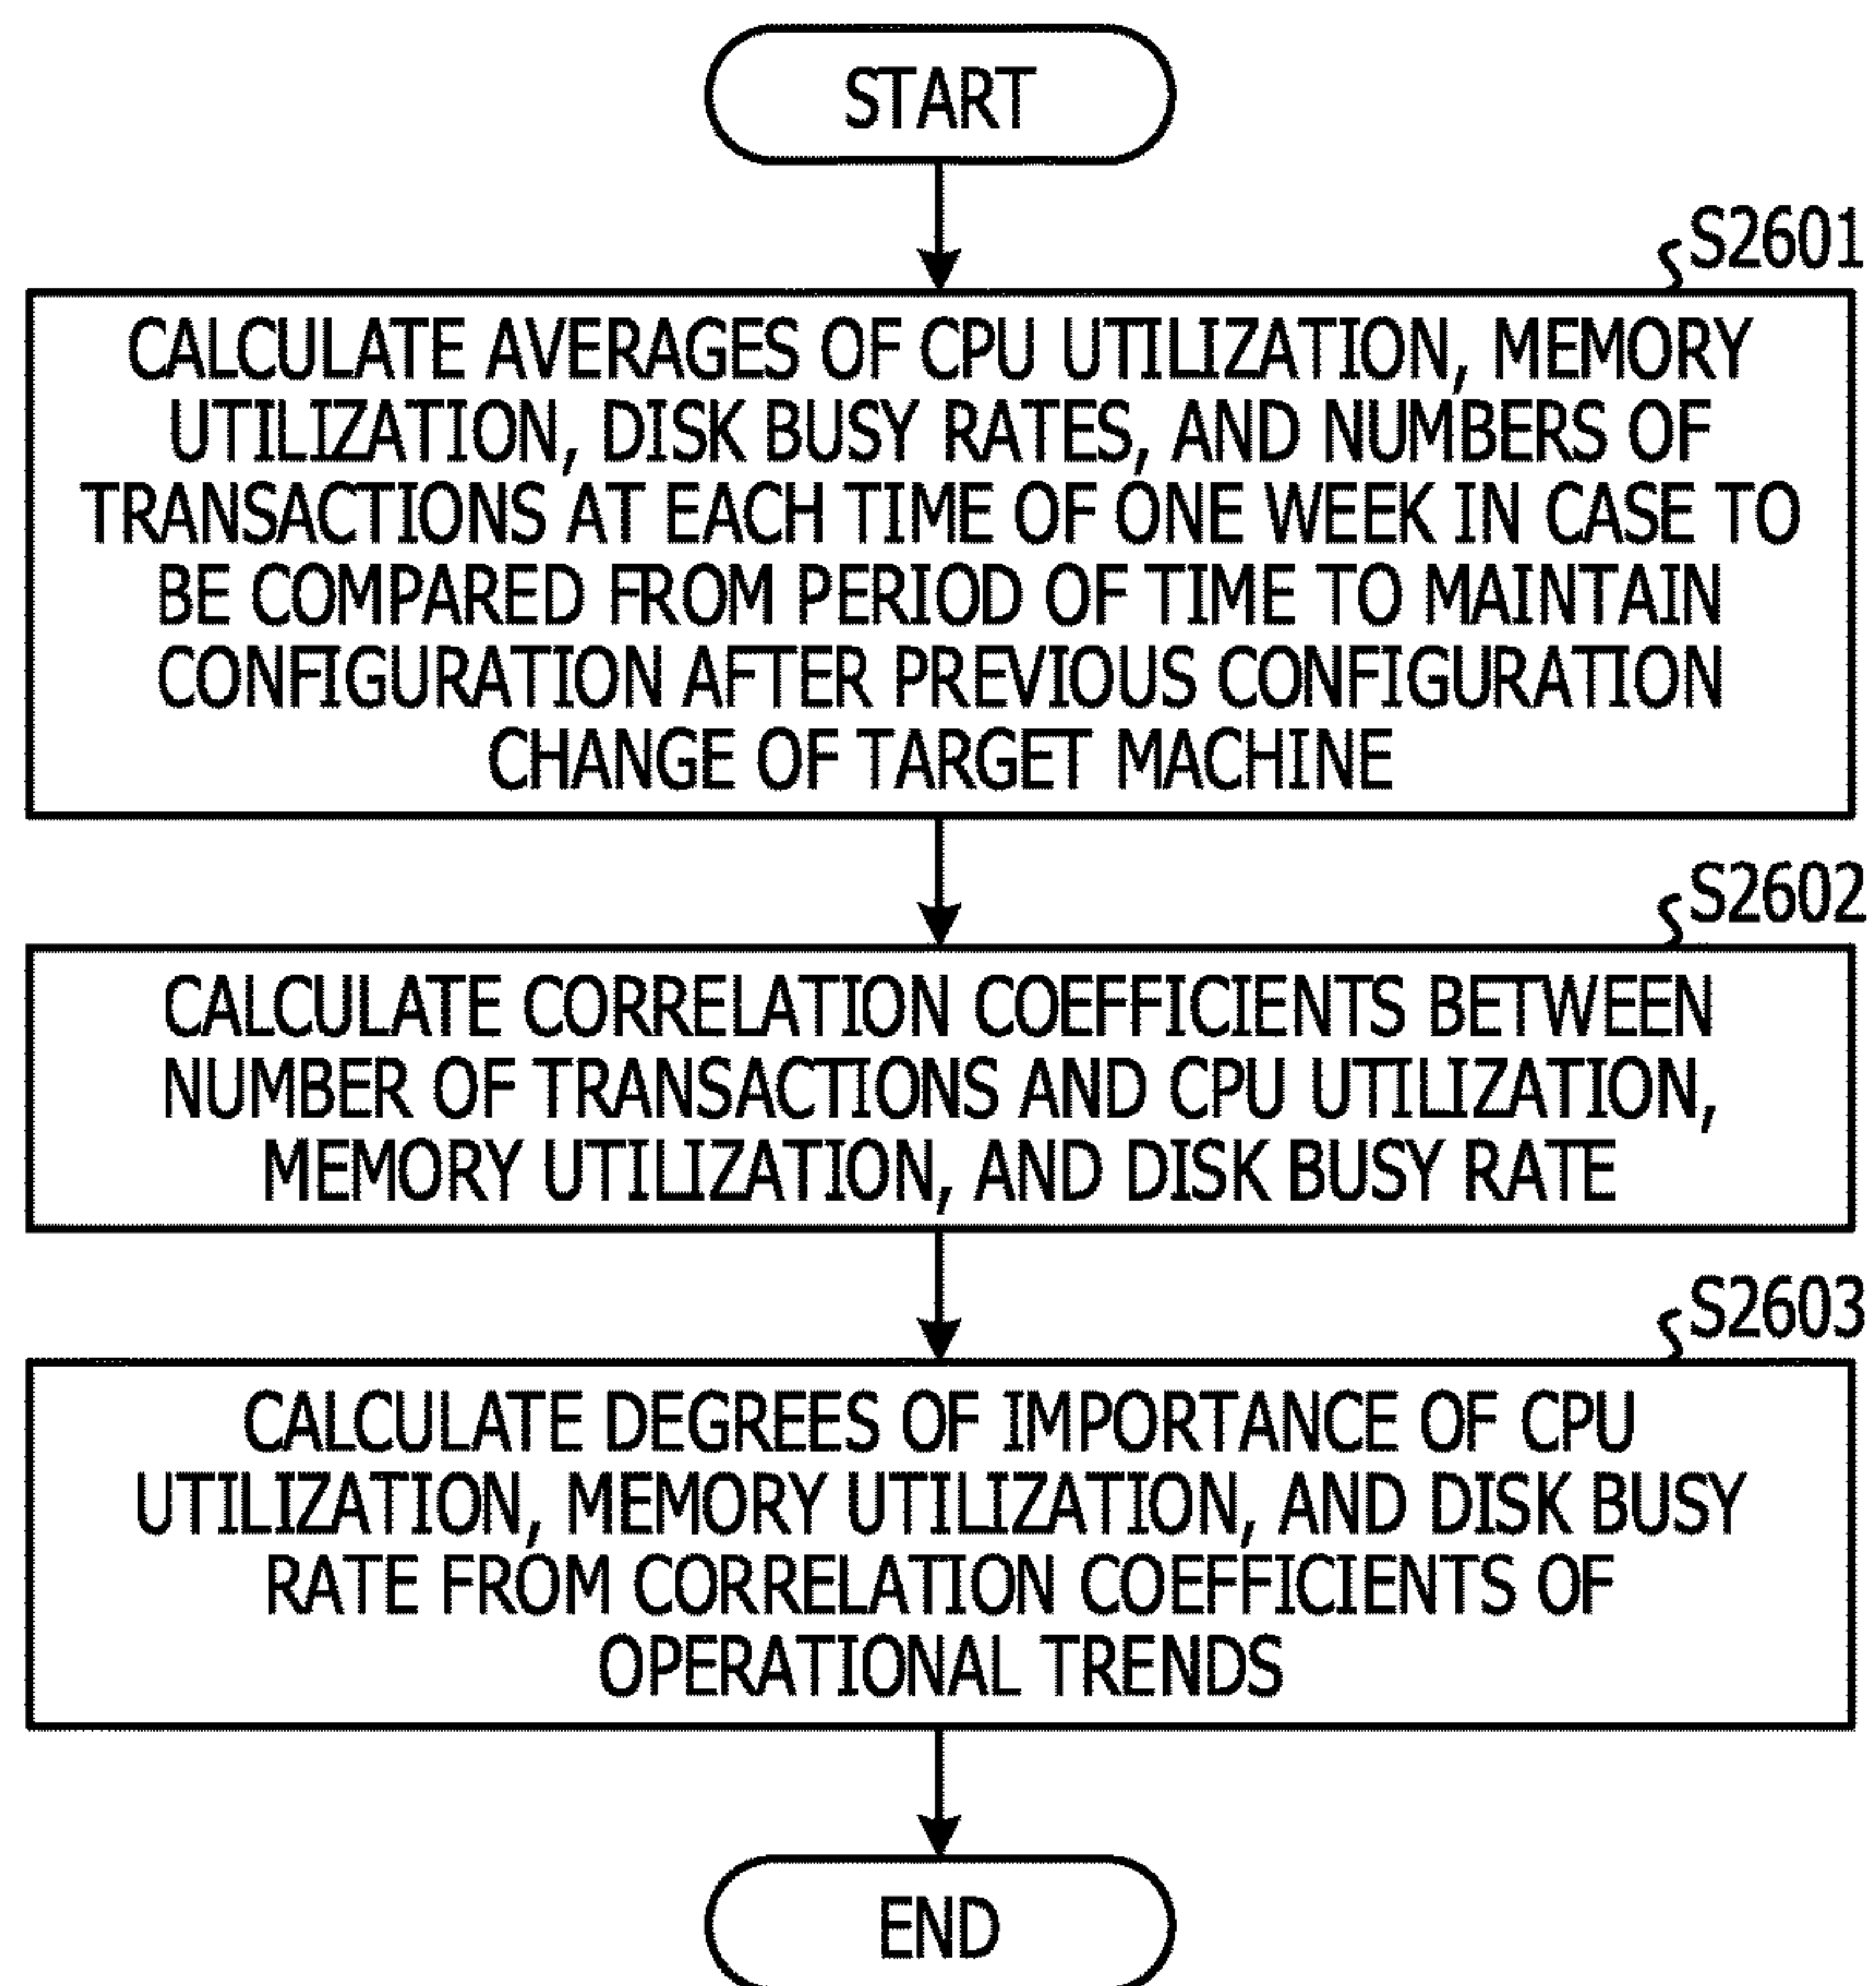 START
S2601
CALCULATE AVERAGES OF CPU UTILIZATION, MEMORY
UTILIZATION, DISK BUSY RATES, AND NUMBERS OF
TRANSACTIONS AT EACH TIME OF ONE WEEK IN CASE TO
BE COMPARED FROM PERIOD OF TIME TO MAINTAIN
CONFIGURATION AFTER PREVIOUS CONFIGURATION
CHANGE OF TARGET MACHINE
S2602
CALCULATE CORRELATION COEFFICIENTS BETWEEN
NUMBER OF TRANSACTIONS AND CPU UTILIZATION,
MEMORY UTILIZATION, AND DISK BUSY RATE
S2603
CALCULATE DEGREES OF IMPORTANCE OF CPU
UTILIZATION, MEMORY UTILIZATION, AND DISK BUSY
RATE FROM CORRELATION COEFFICIENTS OF
OPERATIONAL TRENDS
END